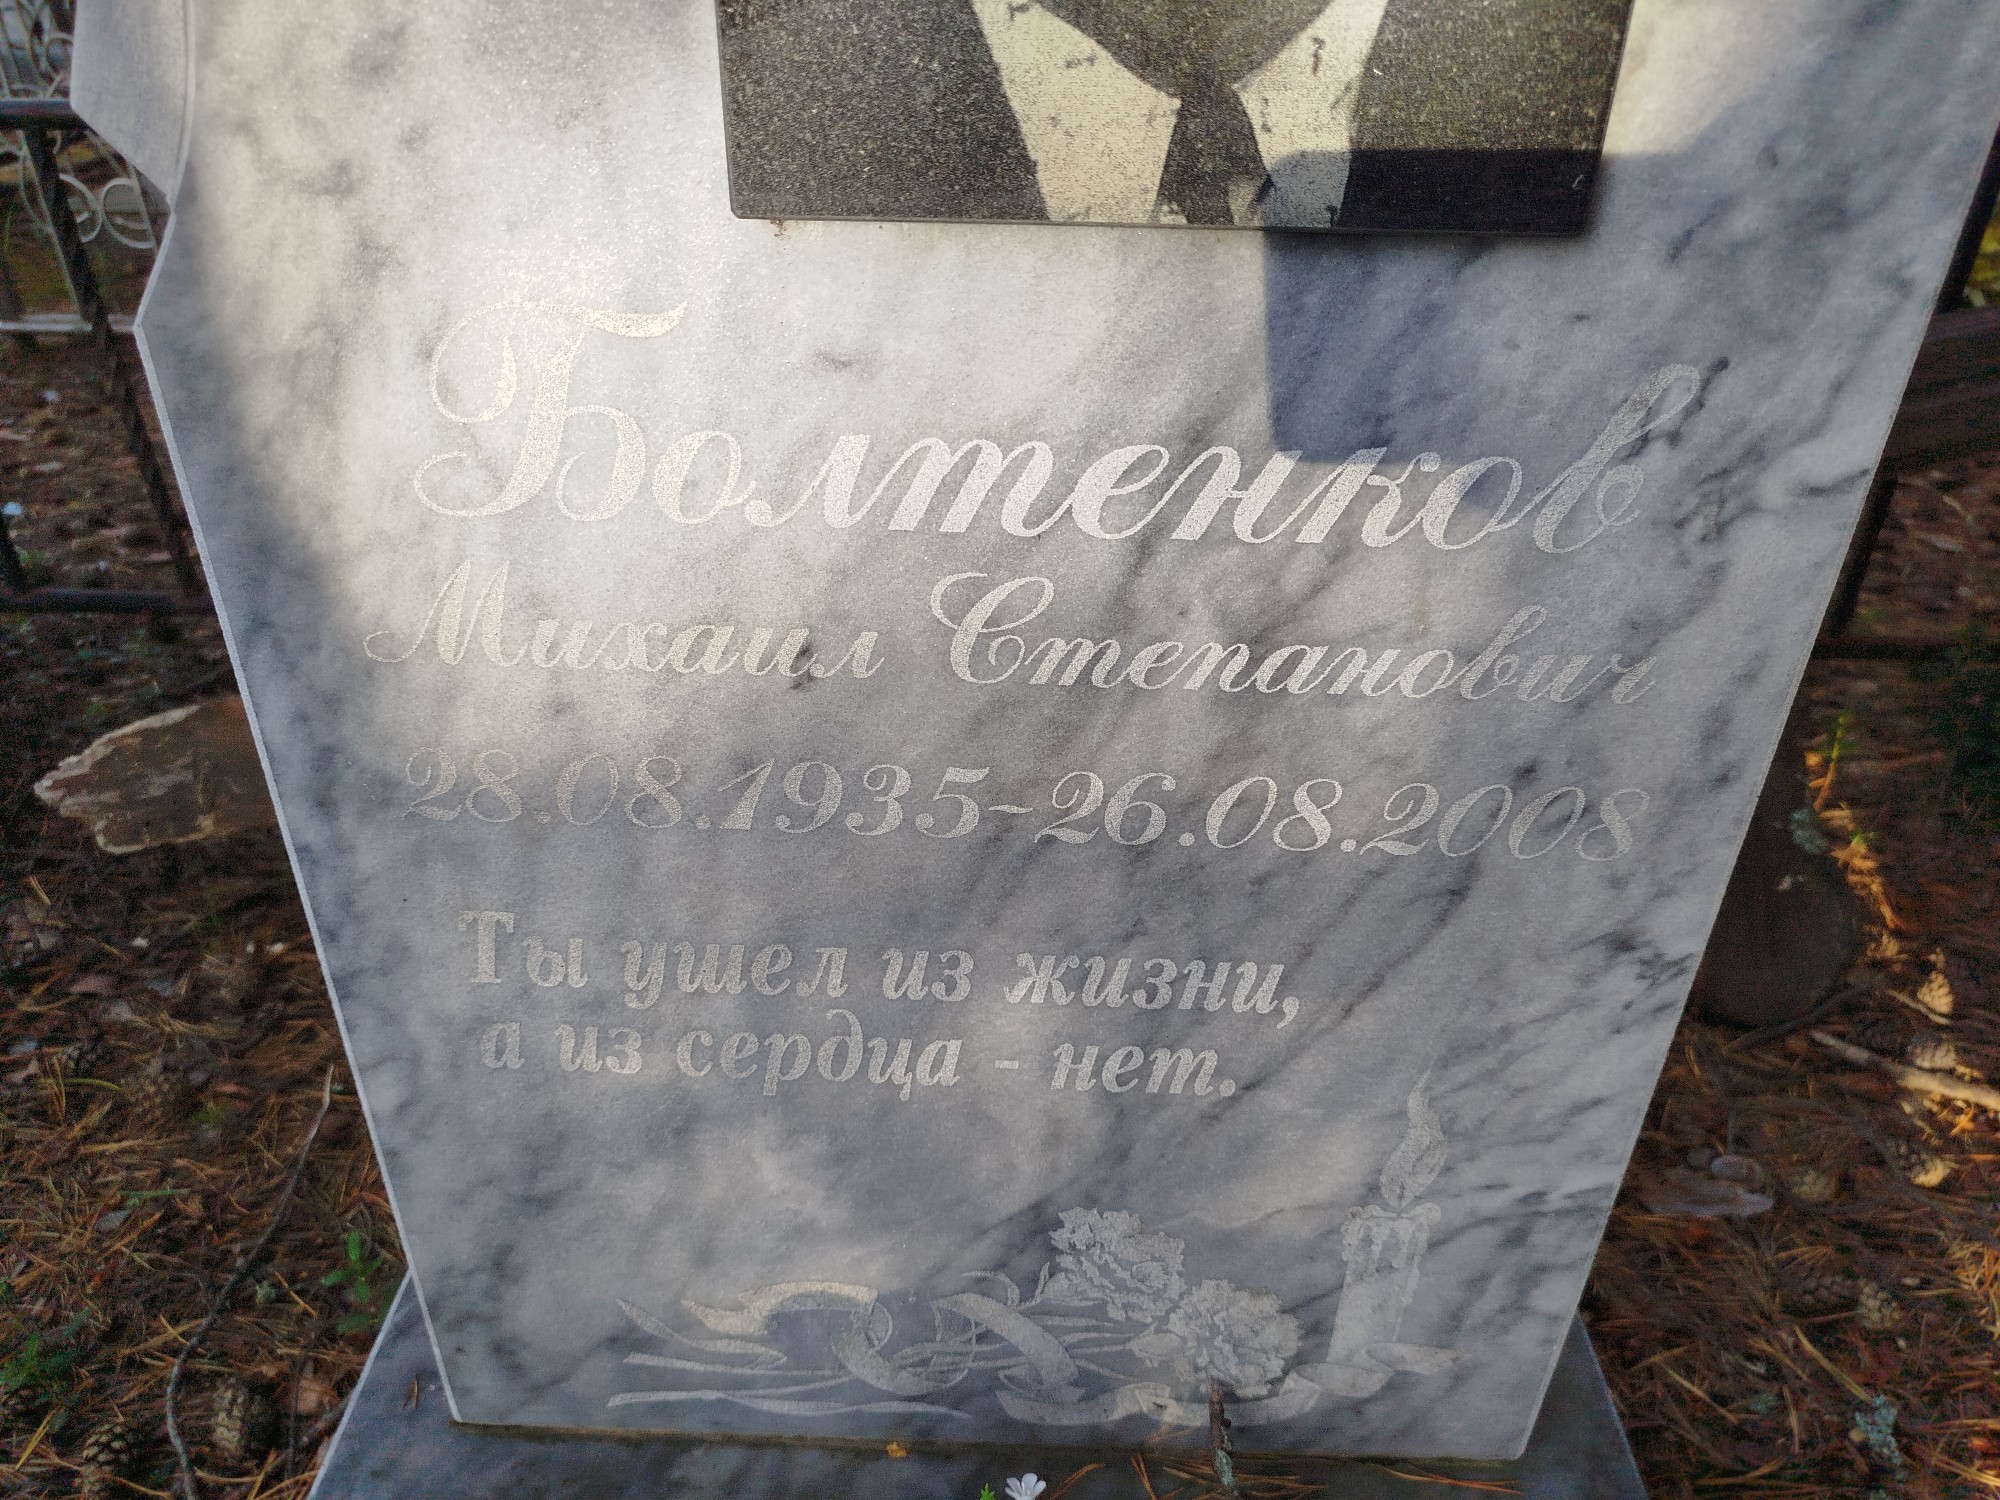 Болтенков
Михаил Степанович
28.08.1935-26.08.2008
Ты ушел из жизни,
а из сердца - нет.